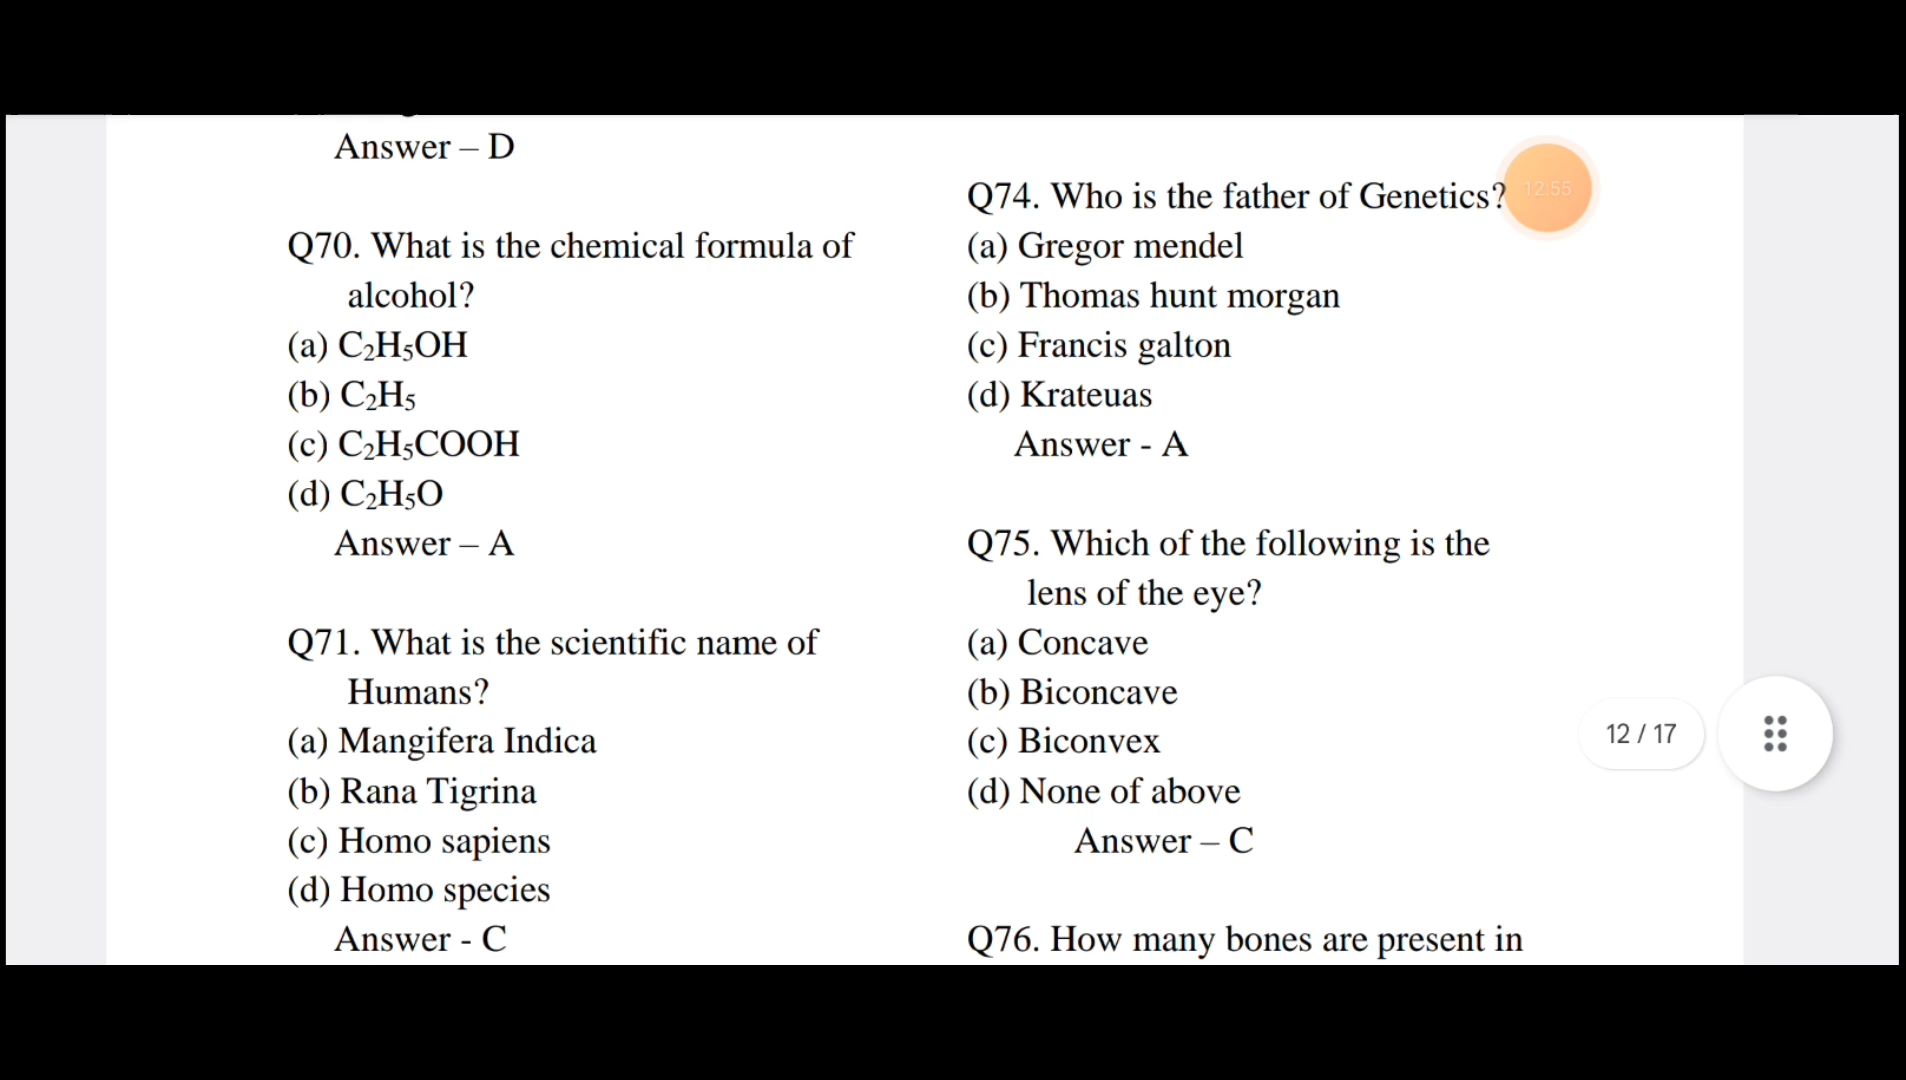 Answer – D
Q70. What is the chemical formula of
alcohol?
(a) C₂H₅OH
(b) C₂H₅
(c) C₂H₅COOH
(d) C₂H₅O
Answer – A
Q71. What is the scientific name of
Humans?
(a) Mangifera Indica
(b) Rana Tigrina
(c) Homo sapiens
(d) Homo species
Answer - C
Q74. Who is the father of Genetics?
12:55
(a) Gregor mendel
(b) Thomas hunt morgan
(c) Francis galton
(d) Krateuas
Answer - A
Q75. Which of the following is the
lens of the eye?
(a) Concave
(b) Biconcave
(c) Biconvex
(d) None of above
Answer – C
Q76. How many bones are present in
12 / 17